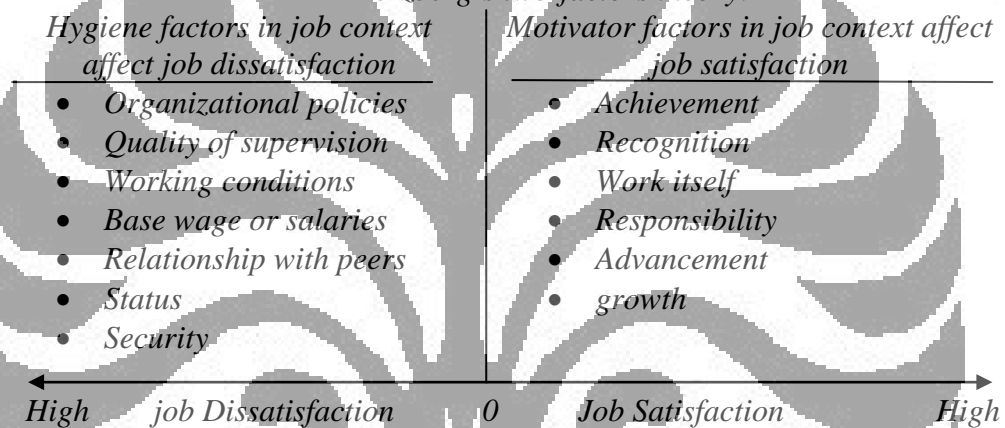 Hygiene factors in job context
affect job dissatisfaction
• Organizational policies
• Quality of supervision
• Working conditions
• Base wage or salaries
• Relationship with peers
• Status
• Security
Motivator factors in job context affect
job satisfaction
• Achievement
• Recognition
• Work itself
• Responsibility
• Advancement
• growth
High job Dissatisfaction 0 Job Satisfaction High